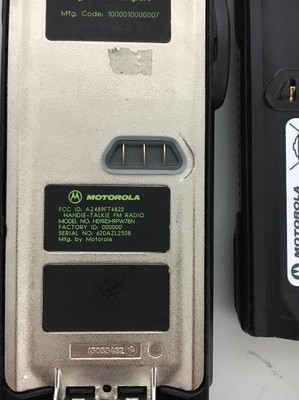 Mfg. Code: 1000010000007
MOTOROLA
FCC ID: AZ489FT4822
HANDIE-TALKIE FM RADIO
MODEL NO: H09RDH9PW7BN
FACTORY ID: 000000
SERIAL NO: 620AZL2308
Mfg. by Motorola
MOTOROLA